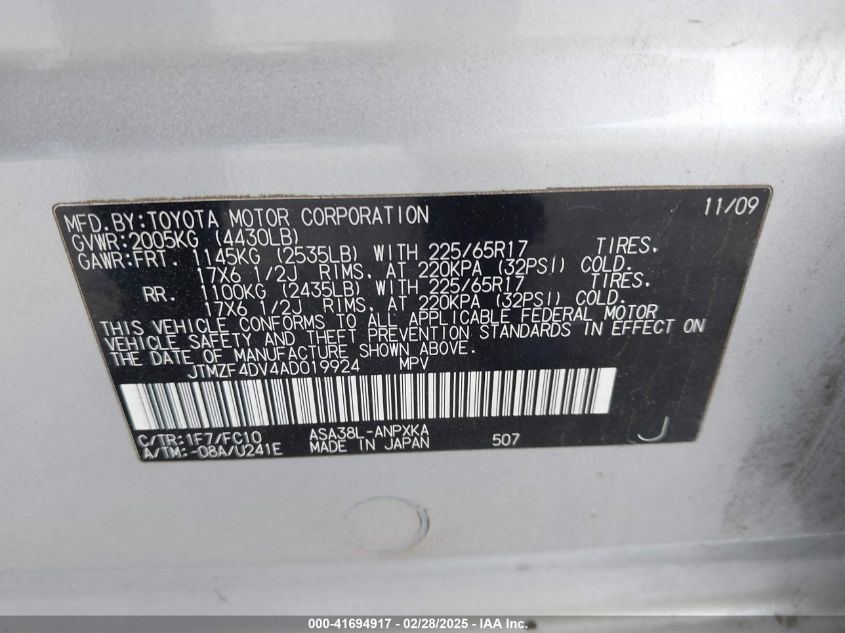 MFD.BY:TOYOTA MOTOR CORPORATION 11/09
GVWR:2005KG (4430LB)
GAWR:FRT. 1145KG (2535LB) WITH 225/65R17 TIRES.
17X6 1/2J RIMS. AT 220KPA (32PSI) COLD.
RR. 1100KG (2435LB) WITH 225/65R17 TIRES.
17X6 1/2J RIMS. AT 220KPA (32PSI) COLD.
THIS VEHICLE CONFORMS TO ALL APPLICABLE FEDERAL MOTOR
VEHICLE SAFETY AND THEFT PREVENTION STANDARDS IN EFFECT ON
THE DATE OF MANUFACTURE SHOWN ABOVE.
JTMZF4DV4AD019924 MPV
C/TR:1F7/FC10 ASA38L-ANPXKA 507 J
A/TM:-08A/U241E MADE IN JAPAN
000-41694917 - 02/28/2025 - IAA Inc.